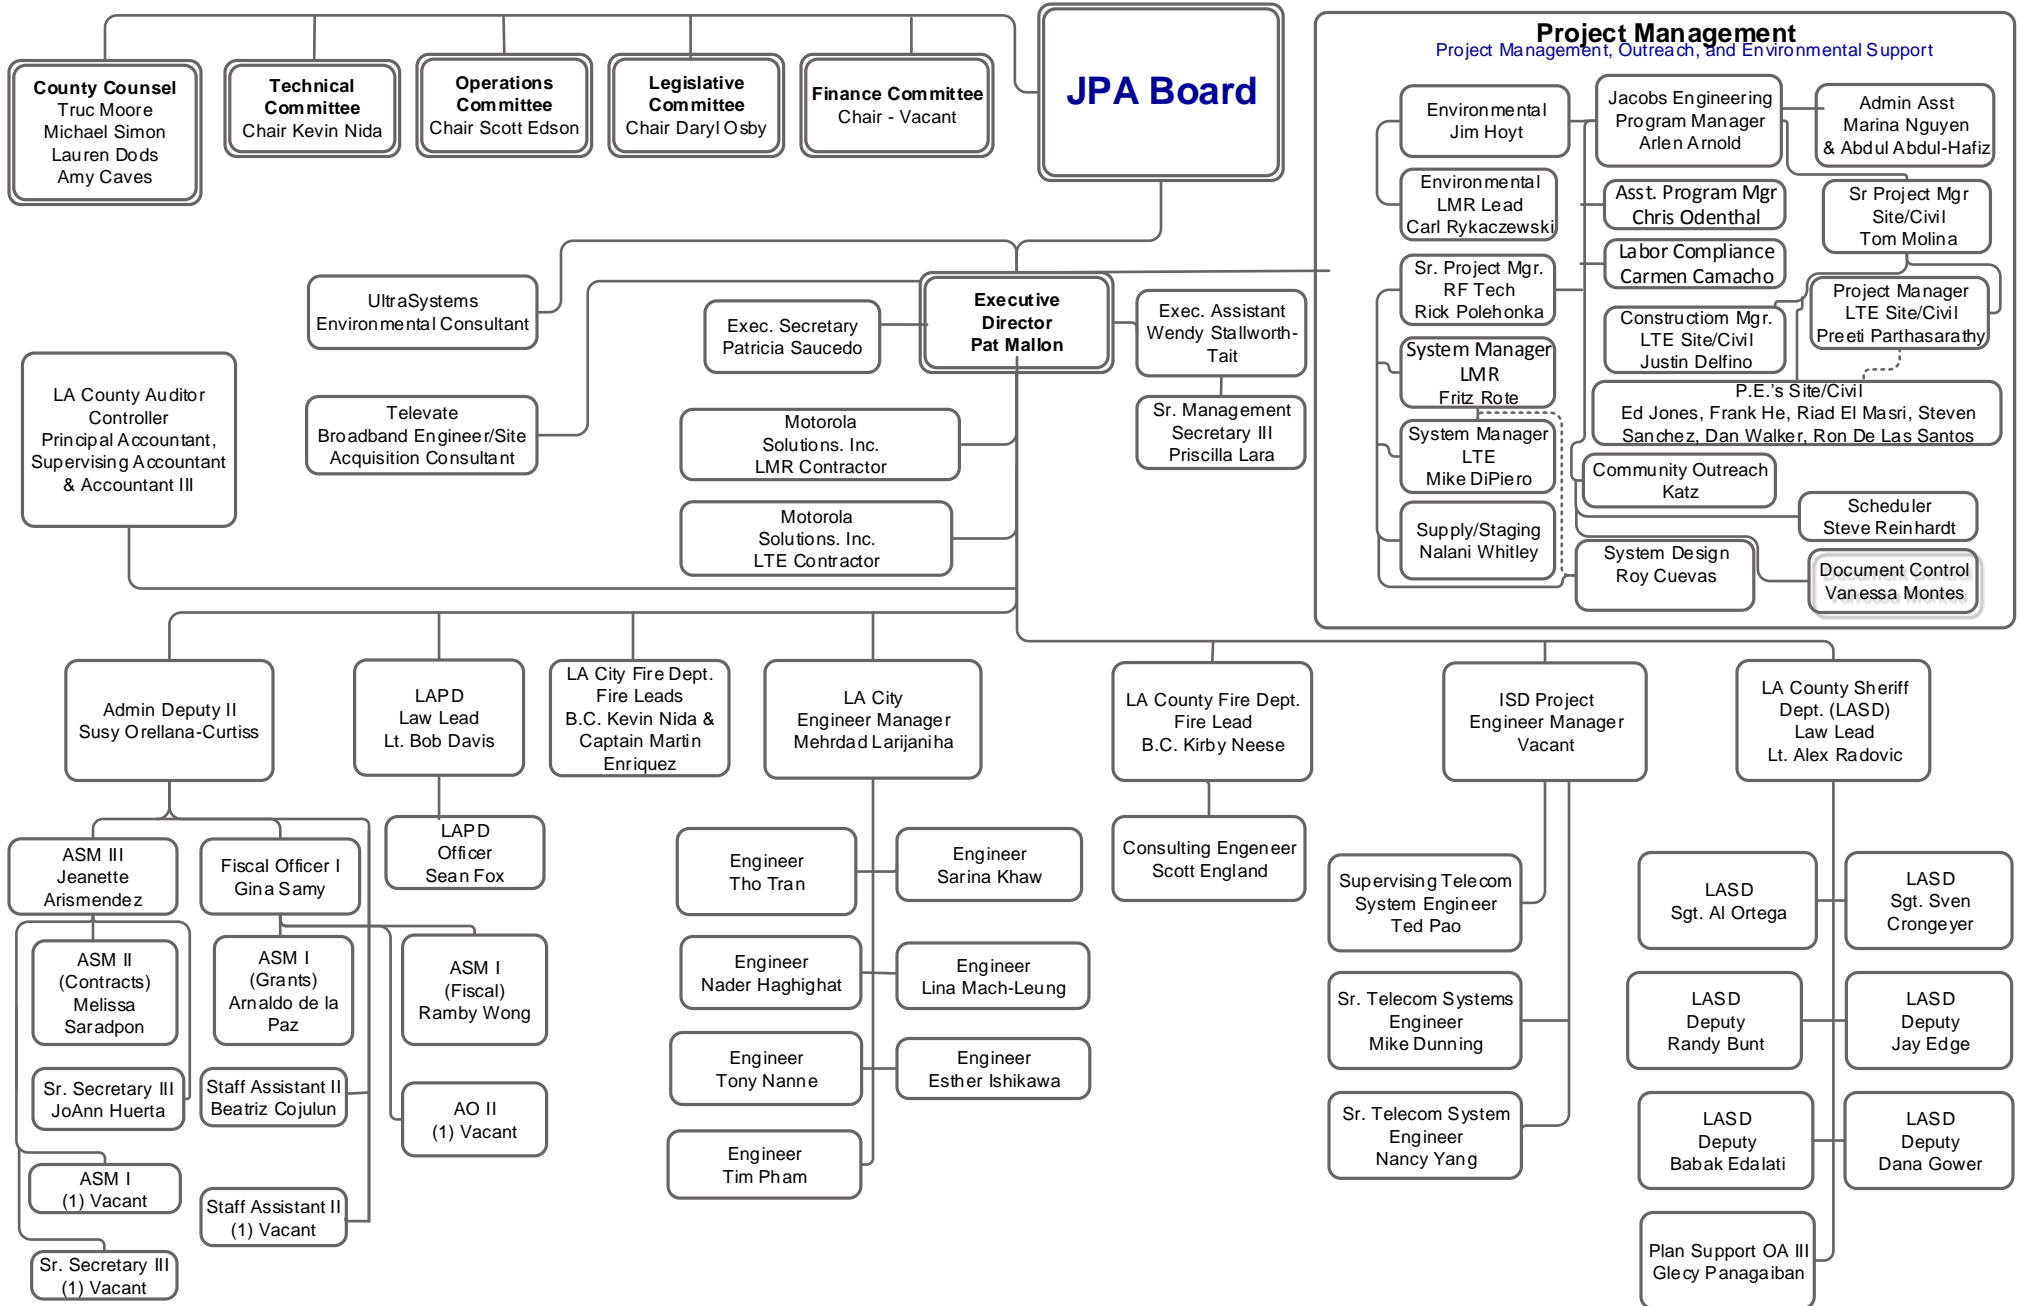 JPA Board
County Counsel
Truc Moore
Michael Simon
Lauren Dods
Amy Caves
Technical
Committee
Chair Kevin Nida
Operations
Committee
Chair Scott Edson
Legislative
Committee
Chair Daryl Osby
Finance Committee
Chair - Vacant
Project Management
Project Management, Outreach, and Environmental Support
Environmental
Jim Hoyt
Jacobs Engineering
Program Manager
Arlen Arnold
Admin Asst
Marina Nguyen
& Abdul Abdul-Hafiz
Environmental
LMR Lead
Carl Rykaczewski
Asst. Program Mgr
Chris Odenthal
Sr Project Mgr
Site/Civil
Tom Molina
Labor Compliance
Carmen Camacho
Sr. Project Mgr.
RF Tech
Rick Polehonka
Project Manager
LTE Site/Civil
Preeti Parthasarathy
Constructiom Mgr.
LTE Site/Civil
Justin Delfino
System Manager
LMR
Fritz Rote
P.E.'s Site/Civil
Ed Jones, Frank He, Riad El Masri, Steven
Sanchez, Dan Walker, Ron De Las Santos
System Manager
LTE
Mike DiPiero
Community Outreach
Katz
Scheduler
Steve Reinhardt
Supply/Staging
Nalani Whitley
System Design
Roy Cuevas
Document Control
Vanessa Montes
UltraSystems
Environmental Consultant
Exec. Secretary
Patricia Saucedo
Executive
Director
Pat Mallon
Exec. Assistant
Wendy Stallworth-
Tait
LA County Auditor
Controller
Principal Accountant,
Supervising Accountant
& Accountant III
Televate
Broadband Engineer/Site
Acquisition Consultant
Motorola
Solutions. Inc.
LMR Contractor
Sr. Management
Secretary III
Priscilla Lara
Motorola
Solutions. Inc.
LTE Contractor
Admin Deputy II
Susy Orellana-Curtiss
LAPD
Law Lead
Lt. Bob Davis
LA City Fire Dept.
Fire Leads
B.C. Kevin Nida &
Captain Martin
Enriquez
LA City
Engineer Manager
Mehrdad Larijaniha
LA County Fire Dept.
Fire Lead
B.C. Kirby Neese
ISD Project
Engineer Manager
Vacant
LA County Sheriff
Dept. (LASD)
Law Lead
Lt. Alex Radovic
ASM III
Jeanette
Arismendez
Fiscal Officer I
Gina Samy
LAPD
Officer
Sean Fox
Engineer
Tho Tran
Engineer
Sarina Khaw
Consulting Engeneer
Scott England
Supervising Telecom
System Engineer
Ted Pao
LASD
Sgt. Al Ortega
LASD
Sgt. Sven
Crongeyer
ASM II
(Contracts)
Melissa
Saradpon
ASM I
(Grants)
Arnaldo de la
Paz
ASM I
(Fiscal)
Ramby Wong
Engineer
Nader Haghighat
Engineer
Lina Mach-Leung
Sr. Telecom Systems
Engineer
Mike Dunning
LASD
Deputy
Randy Bunt
LASD
Deputy
Jay Edge
Sr. Secretary III
JoAnn Huerta
Staff Assistant II
Beatriz Cojulun
AO II
(1) Vacant
Engineer
Tony Nanne
Engineer
Esther Ishikawa
Sr. Telecom System
Engineer
Nancy Yang
LASD
Deputy
Babak Edalati
LASD
Deputy
Dana Gower
ASM I
(1) Vacant
Staff Assistant II
(1) Vacant
Engineer
Tim Pham
Sr. Secretary III
(1) Vacant
Plan Support OA III
Glecy Panagaiban